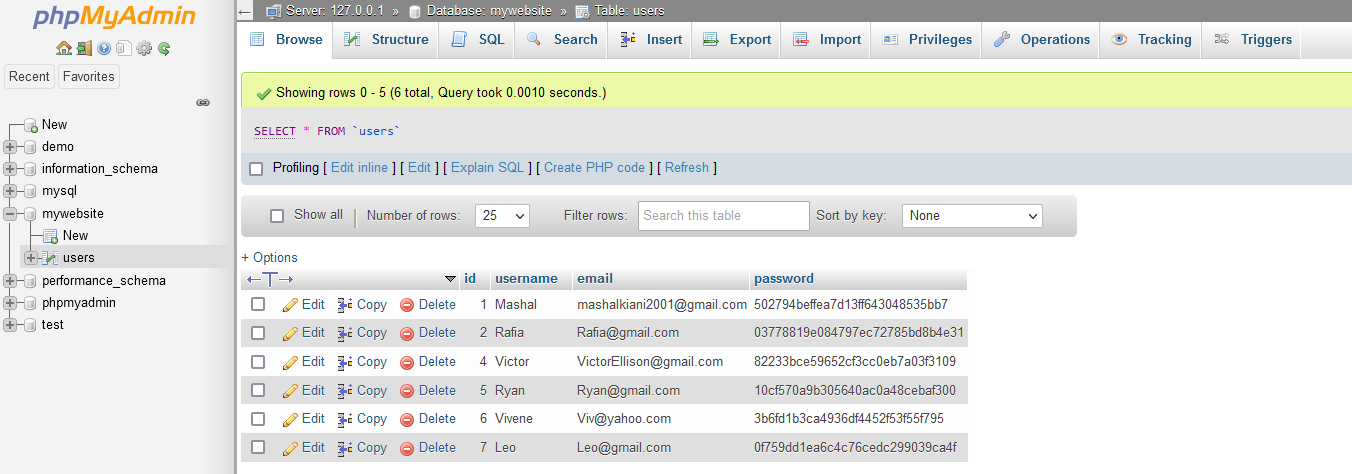 phpMyAdmin
Recent Favorites
New
demo
information_schema
mysql
mywebsite
New
users
performance_schema
phpmyadmin
test
Server: 127.0.0.1 » Database: mywebsite » Table: users
Browse Structure SQL Search Insert Export Import Privileges Operations Tracking Triggers
Showing rows 0 - 5 (6 total, Query took 0.0010 seconds.)
SELECT * FROM `users`
Profiling [ Edit inline ] [ Edit ] [ Explain SQL ] [ Create PHP code ] [ Refresh ]
Show all Number of rows: 25 Filter rows: Search this table Sort by key: None
+ Options
id username email password
Edit Copy Delete 1 Mashal mashalkiani2001@gmail.com 502794beffea7d13ff643048535bb7
Edit Copy Delete 2 Rafia Rafia@gmail.com 03778819e084797ec72785bd8b4e31
Edit Copy Delete 4 Victor VictorEllison@gmail.com 82233bce59652cf3cc0eb7a03f3109
Edit Copy Delete 5 Ryan Ryan@gmail.com 10cf570a9b305640ac0a48cebaf300
Edit Copy Delete 6 Vivene Viv@yahoo.com 3b6fd1b3ca4936df4452f53f55f795
Edit Copy Delete 7 Leo Leo@gmail.com 0f759dd1ea6c4c76cedc299039ca4f